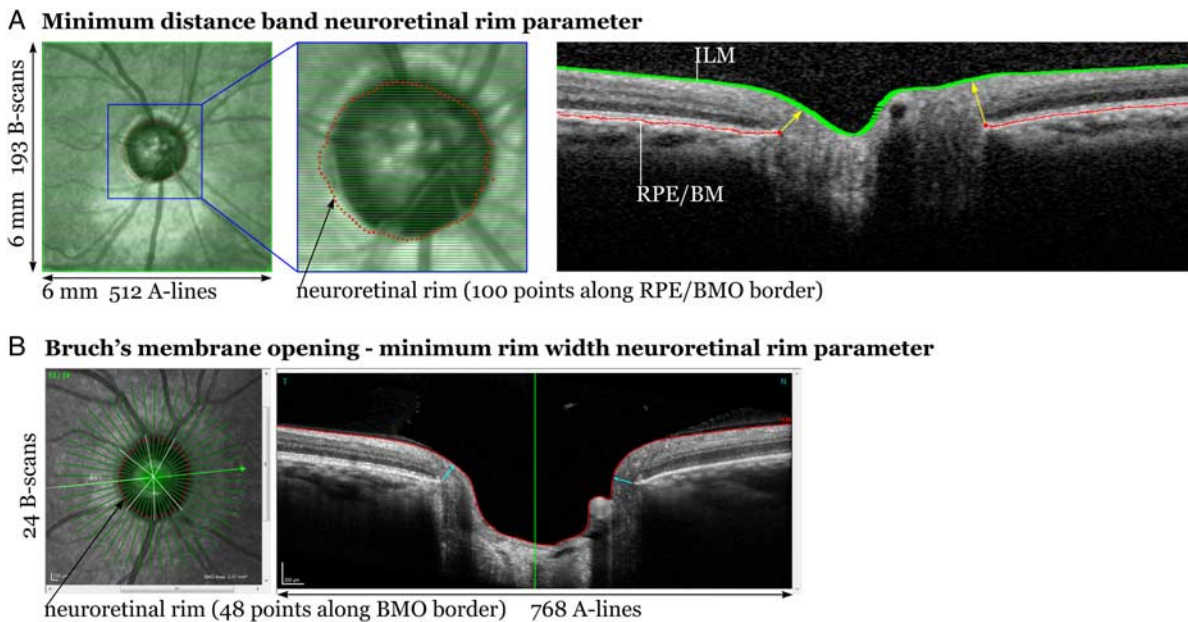 A Minimum distance band neuroretinal rim parameter
6 mm 193 B-scans
ILM
RPE/BM
6 mm 512 A-lines
neuroretinal rim (100 points along RPE/BMO border)
B Bruch's membrane opening - minimum rim width neuroretinal rim parameter
24 B-scans
T
N
neuroretinal rim (48 points along BMO border)
768 A-lines